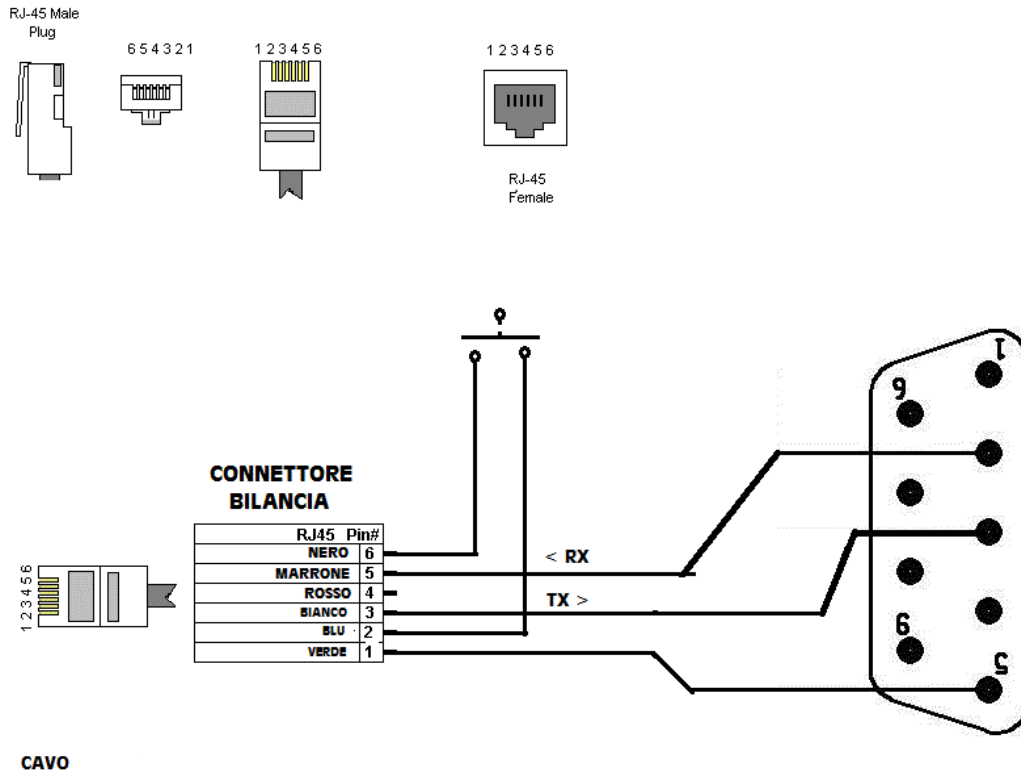 RJ-45 Male
Plug
6 5 4 3 2 1
1 2 3 4 5 6
1 2 3 4 5 6
RJ-45
Female
CONNETTORE
BILANCIA
RJ45 Pin#
NERO 6
MARRONE 5
ROSSO 4
BIANCO 3
BLU 2
VERDE 1
1 2 3 4 5 6
< RX
TX >
1
6
9
5
CAVO